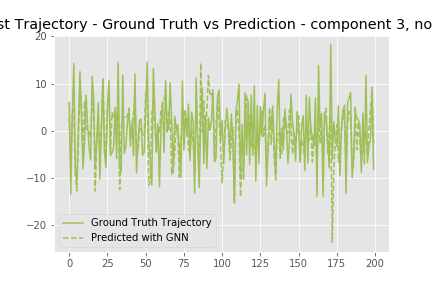 st Trajectory - Ground Truth vs Prediction - component 3, no
20
10
0
−10
−20
Ground Truth Trajectory
Predicted with GNN
0 25 50 75 100 125 150 175 200